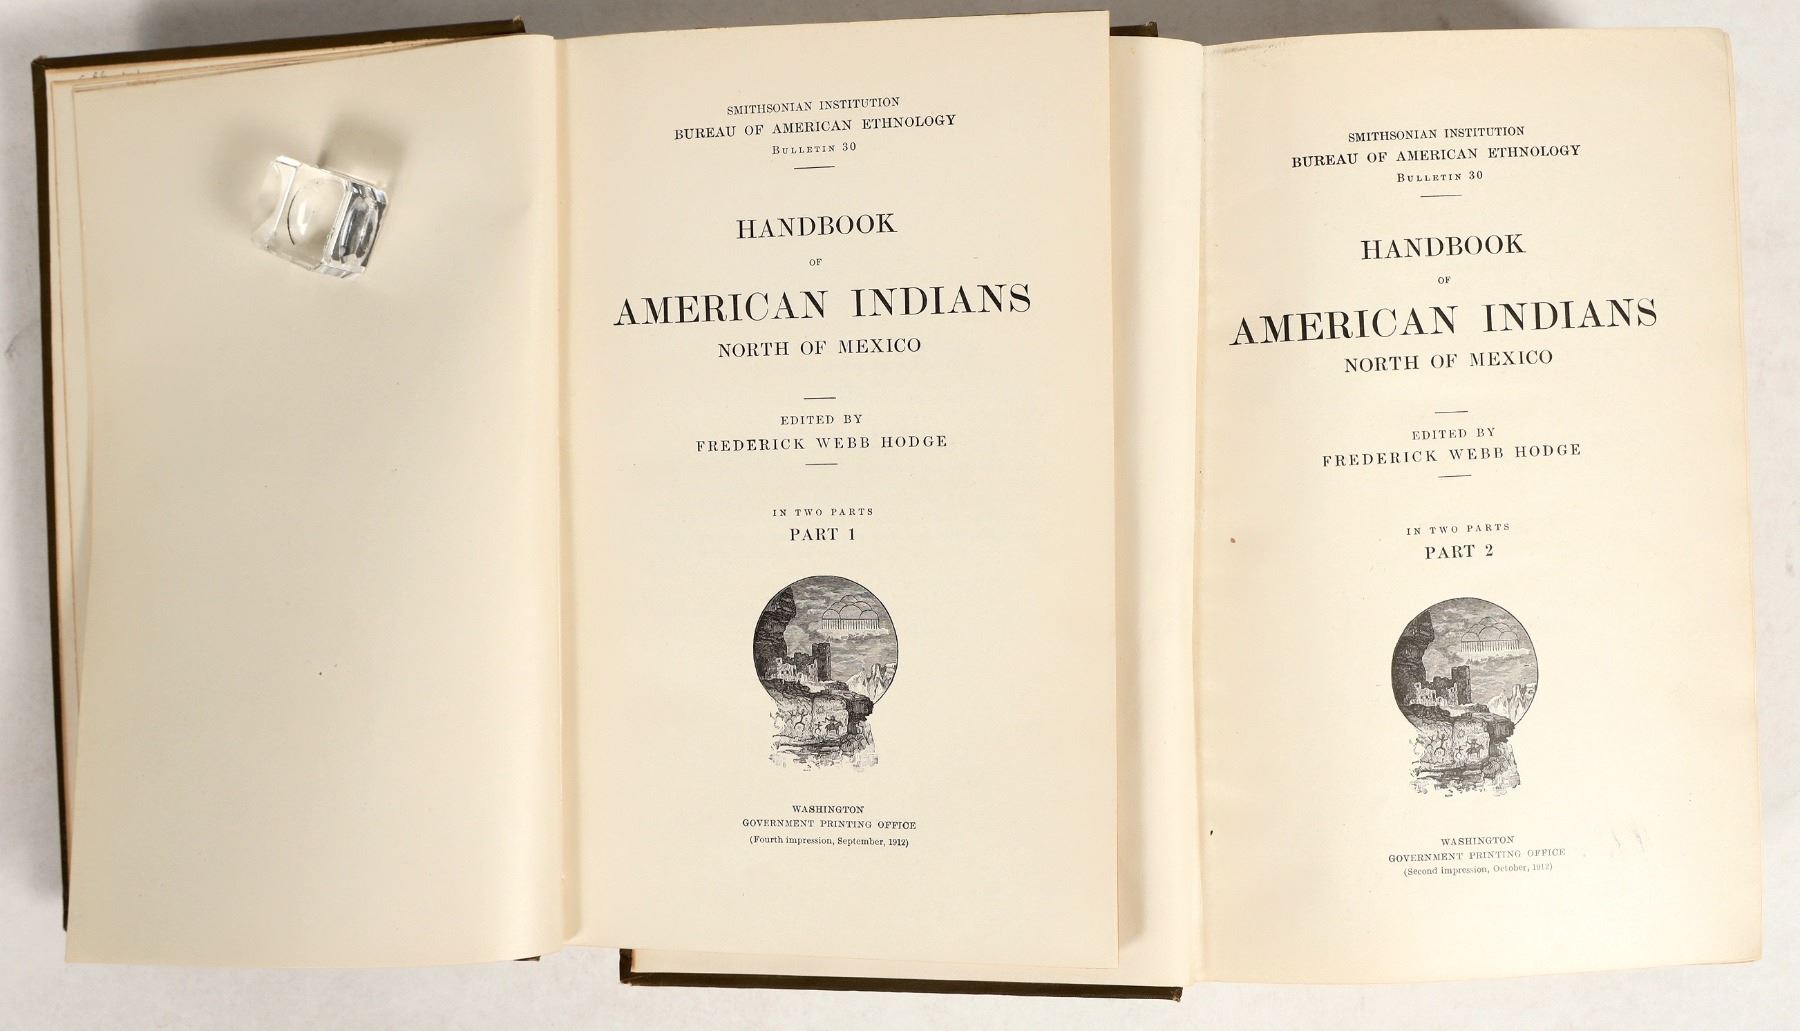 SMITHSONIAN INSTITUTION
BUREAU OF AMERICAN ETHNOLOGY
BULLETIN 30
HANDBOOK
OF
AMERICAN INDIANS
NORTH OF MEXICO
EDITED BY
FREDERICK WEBB HODGE
IN TWO PARTS
PART 1
WASHINGTON
GOVERNMENT PRINTING OFFICE
(Fourth impression, September, 1912)
SMITHSONIAN INSTITUTION
BUREAU OF AMERICAN ETHNOLOGY
BULLETIN 30
HANDBOOK
OF
AMERICAN INDIANS
NORTH OF MEXICO
EDITED BY
FREDERICK WEBB HODGE
IN TWO PARTS
PART 2
WASHINGTON
GOVERNMENT PRINTING OFFICE
(Second impression, October, 1912)